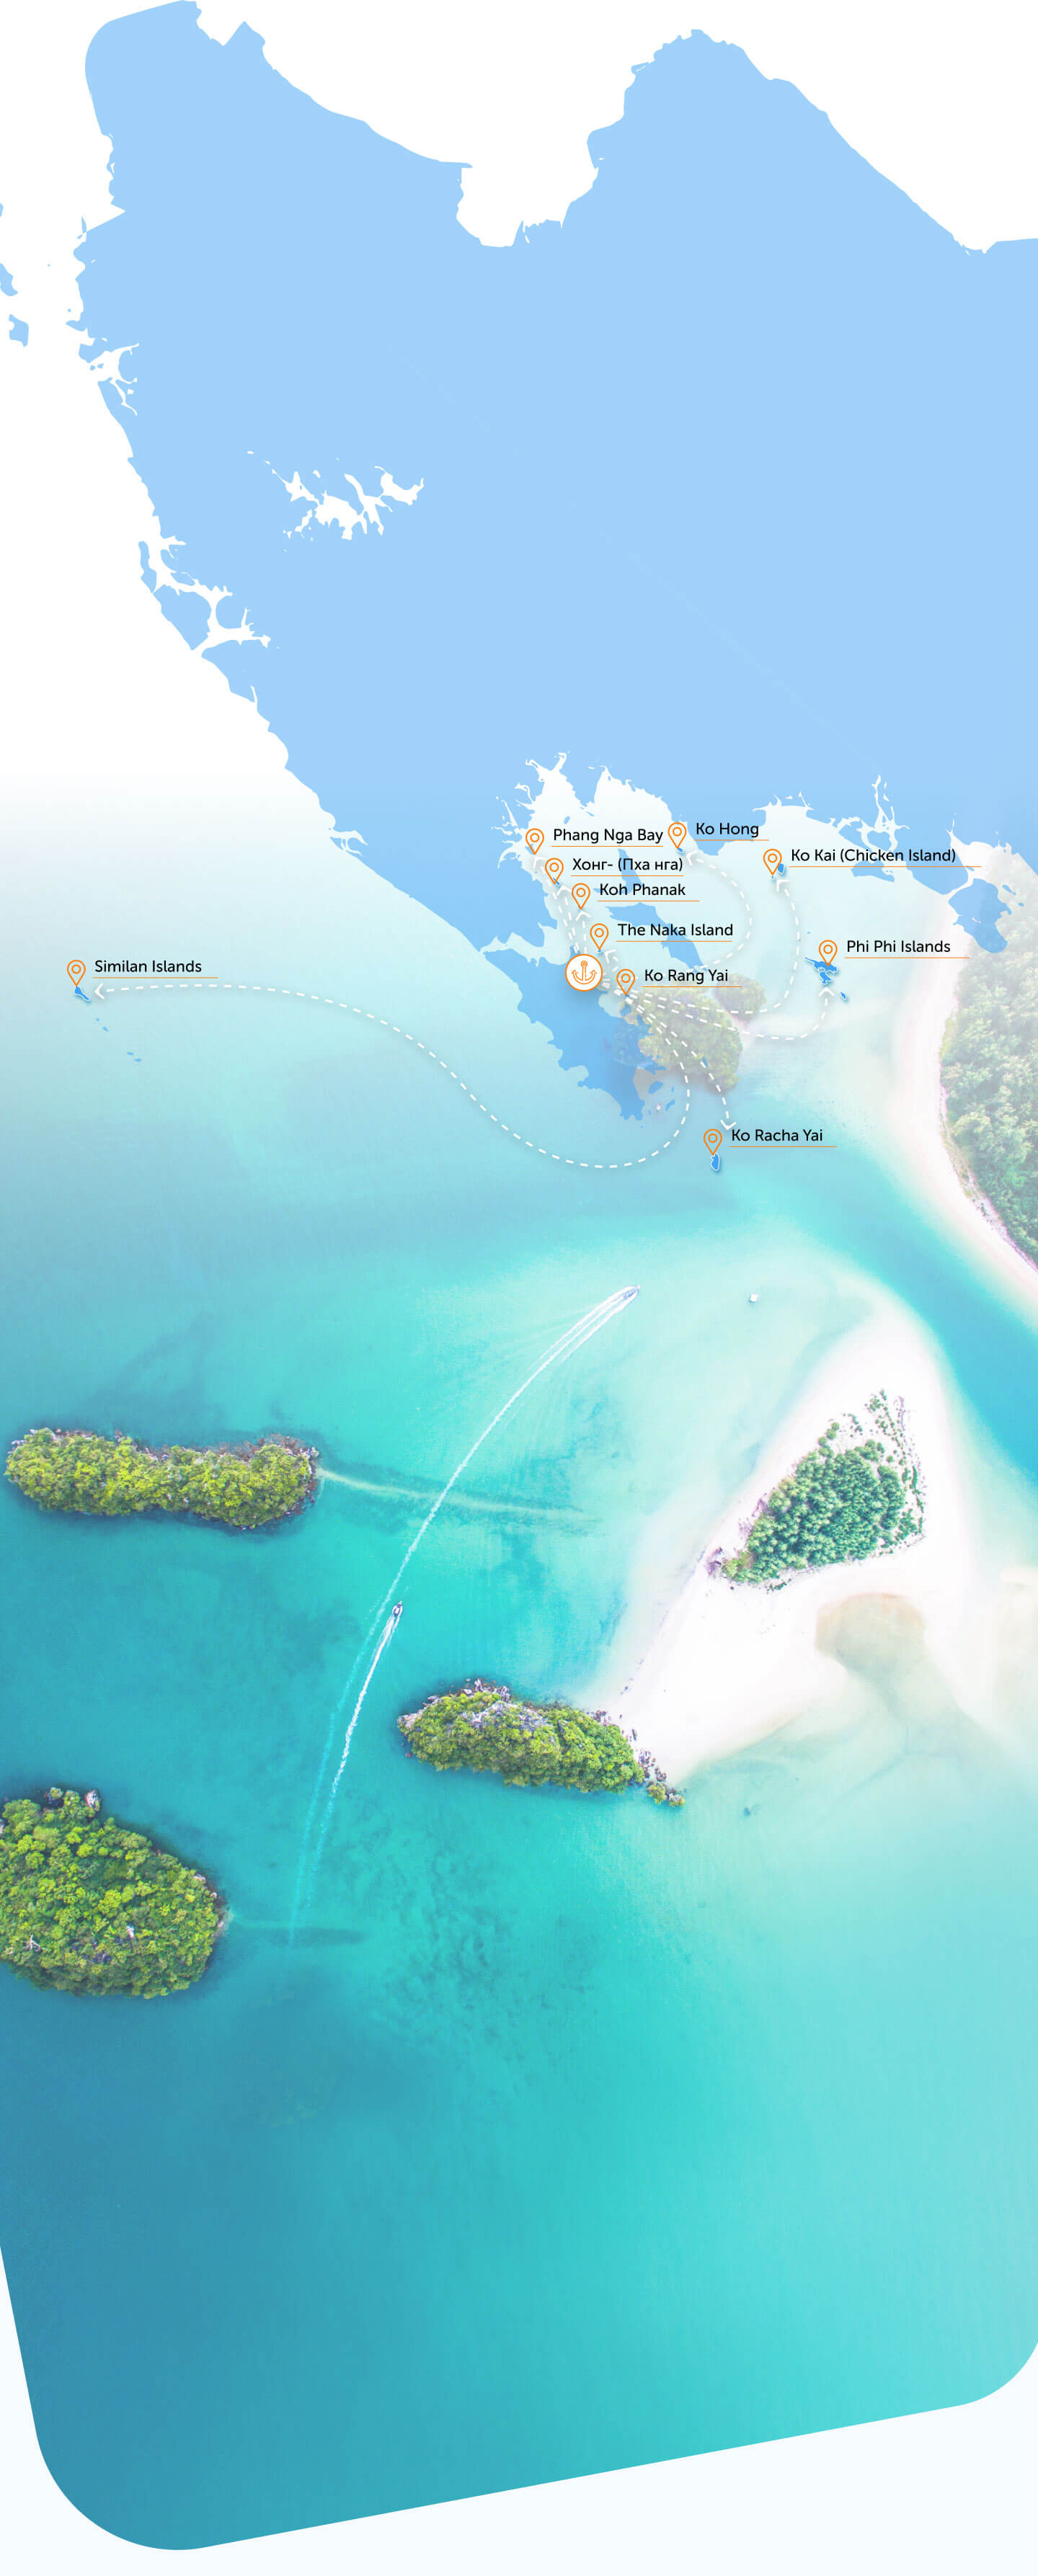 Ko Hong
Phang Nga Bay
Ko Kai (Chicken Island)
Хонг- (Пха нга)
Koh Phanak
The Naka Island
Phi Phi Islands
Similan Islands
Ko Rang Yai
Ko Racha Yai